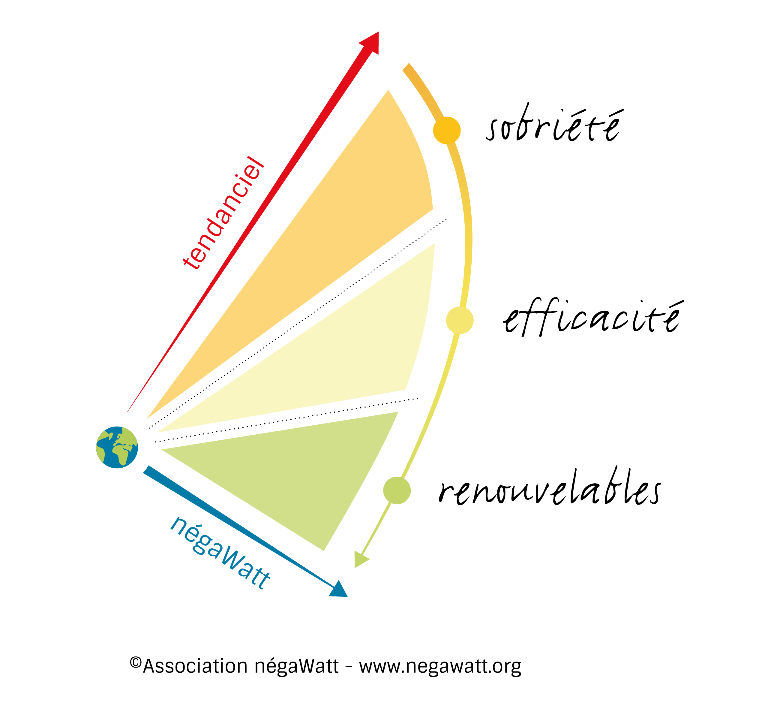 sobriété
tendanciel
efficacité
renouvelables
négaWatt
©Association négaWatt - www.negawatt.org